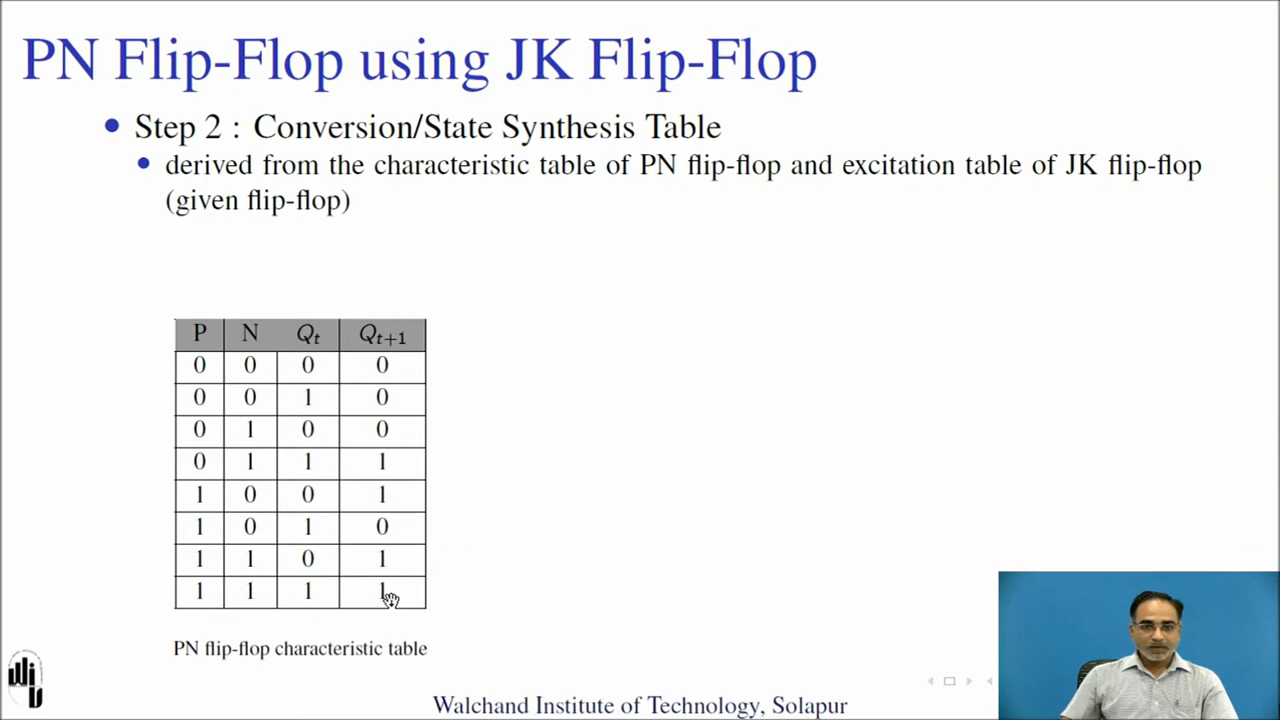 PN Flip-Flop using JK Flip-Flop
• Step 2 : Conversion/State Synthesis Table
• derived from the characteristic table of PN flip-flop and excitation table of JK flip-flop
(given flip-flop)
P N Qₜ Qₜ₊₁
0 0 0 0
0 0 1 0
0 1 0 0
0 1 1 1
1 0 0 1
1 0 1 0
1 1 0 1
1 1 1 1
PN flip-flop characteristic table
Walchand Institute of Technology, Solapur